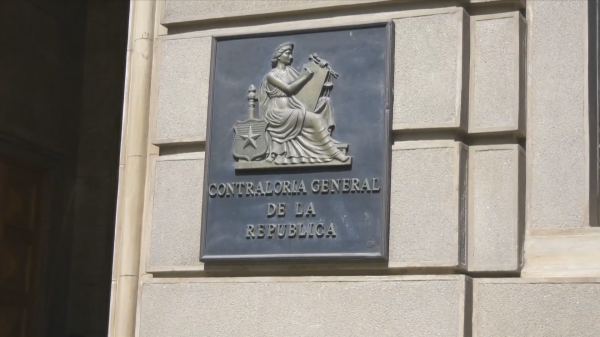 CONTRALORIA GENERAL
DE LA
REPUBLICA